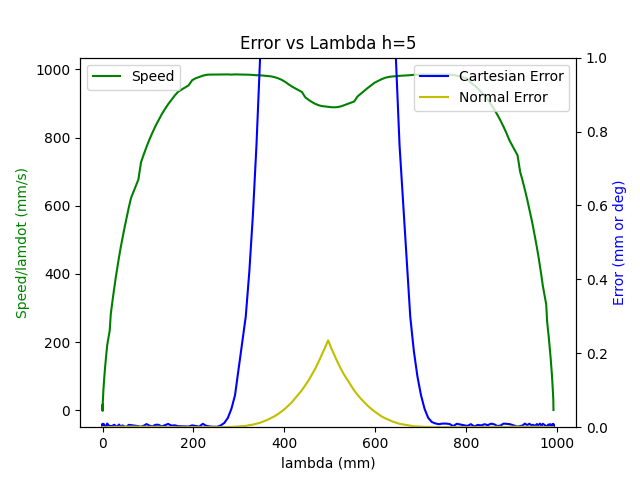 Error vs Lambda h=5
Speed
Cartesian Error
Normal Error
Speed/lamdot (mm/s)
1000
800
600
400
200
0
Error (mm or deg)
1.0
0.8
0.6
0.4
0.2
0.0
0 200 400 600 800 1000
lambda (mm)